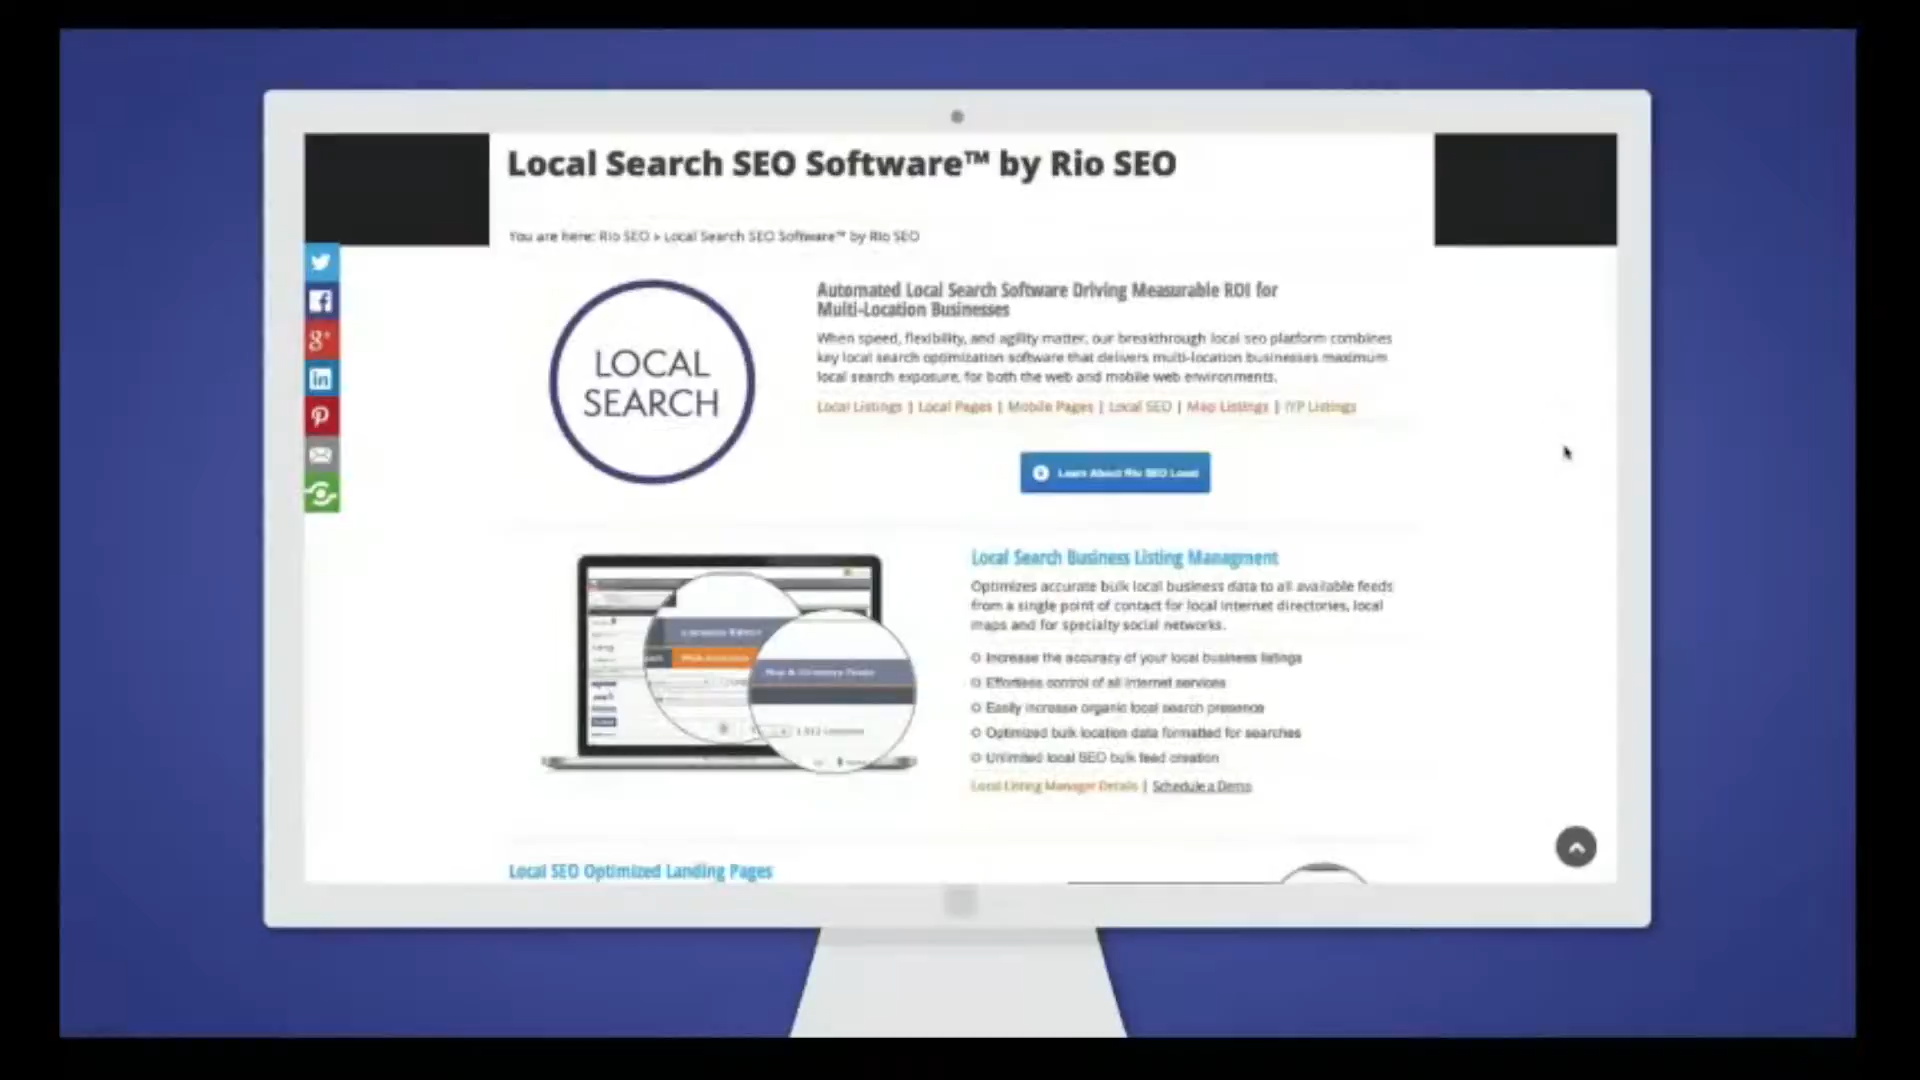 Local Search SEO Software™ by Rio SEO
You are here: Rio SEO » Local Search SEO Software™ by Rio SEO
LOCAL
SEARCH
Automated Local Search Software Driving Measurable ROI for
Multi-Location Businesses
When speed, flexibility, and agility matter, our breakthrough local seo platform combines
key local search optimization software that delivers multi-location businesses maximum
local search exposure, for both the web and mobile web environments.
Local Listings | Local Pages | Mobile Pages | Local SEO | Map Listings | IYP Listings
Learn About Rio SEO Local
Local Search Business Listing Managment
Optimizes accurate bulk local business data to all available feeds
from a single point of contact for local internet directories, local
maps and for specialty social networks.
Increase the accuracy of your local business listings
Effortless control of all internet services
Easily increase organic local search presence
Optimized bulk location data formatted for searches
Unlimited local SEO bulk feed creation
Local Listing Manager Details | Schedule a Demo
Local SEO Optimized Landing Pages